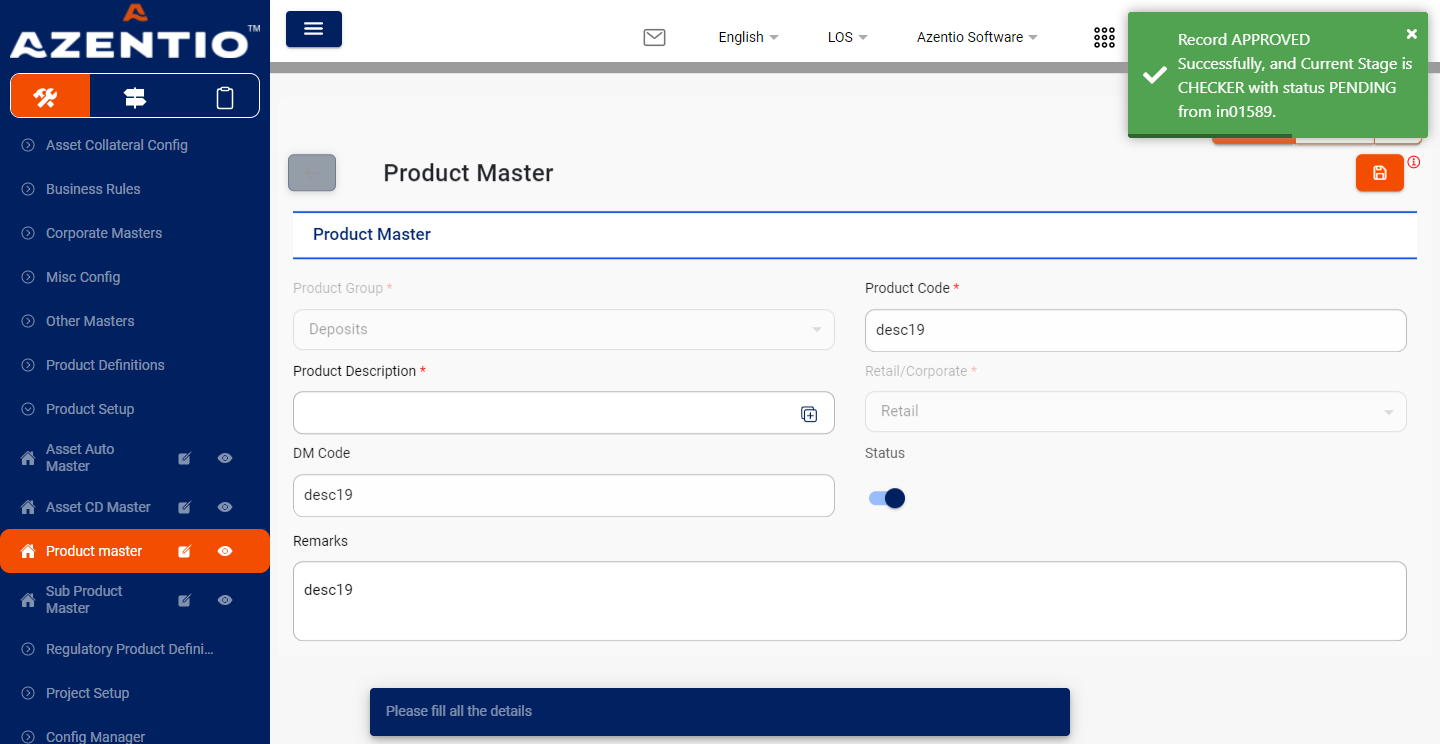 AZENTIO™
English
LOS
Azentio Software
Record APPROVED
Successfully, and Current Stage is
CHECKER with status PENDING
from in01589.
Asset Collateral Config
Business Rules
Corporate Masters
Misc Config
Other Masters
Product Definitions
Product Setup
Asset Auto
Master
Asset CD Master
Product master
Sub Product
Master
Regulatory Product Defini...
Project Setup
Config Manager
Product Master
Product Master
Product Group *
Deposits
Product Code *
desc19
Product Description *
Retail/Corporate *
Retail
DM Code
desc19
Status
Remarks
desc19
Please fill all the details